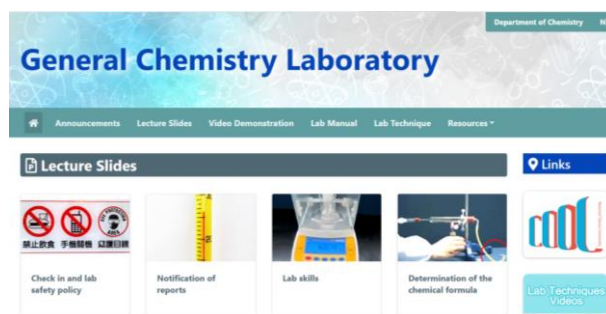 Department of Chemistry
General Chemistry Laboratory
Announcements
Lecture Slides
Video Demonstration
Lab Manual
Lab Technique
Resources
Lecture Slides
Links
禁止飲食 手機關機
Check in and lab
safety policy
Notification of
reports
Lab skills
Determination of the
chemical formula
COOL
Lab Techniques
Videos